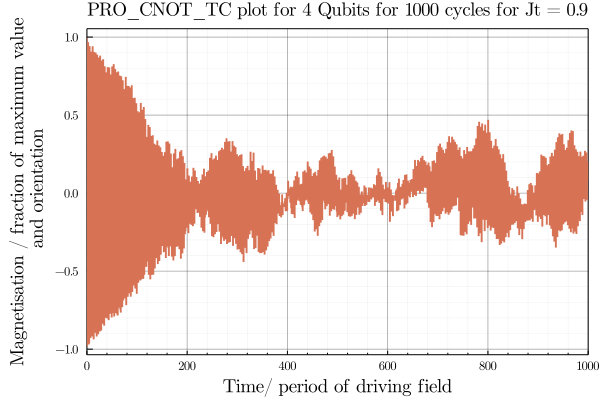 PRO_CNOT_TC plot for 4 Qubits for 1000 cycles for Jt = 0.9
Magnetisation / fraction of maximum value
and orientation
1.0
0.5
0.0
−0.5
−1.0
0 200 400 600 800 1000
Time/ period of driving field